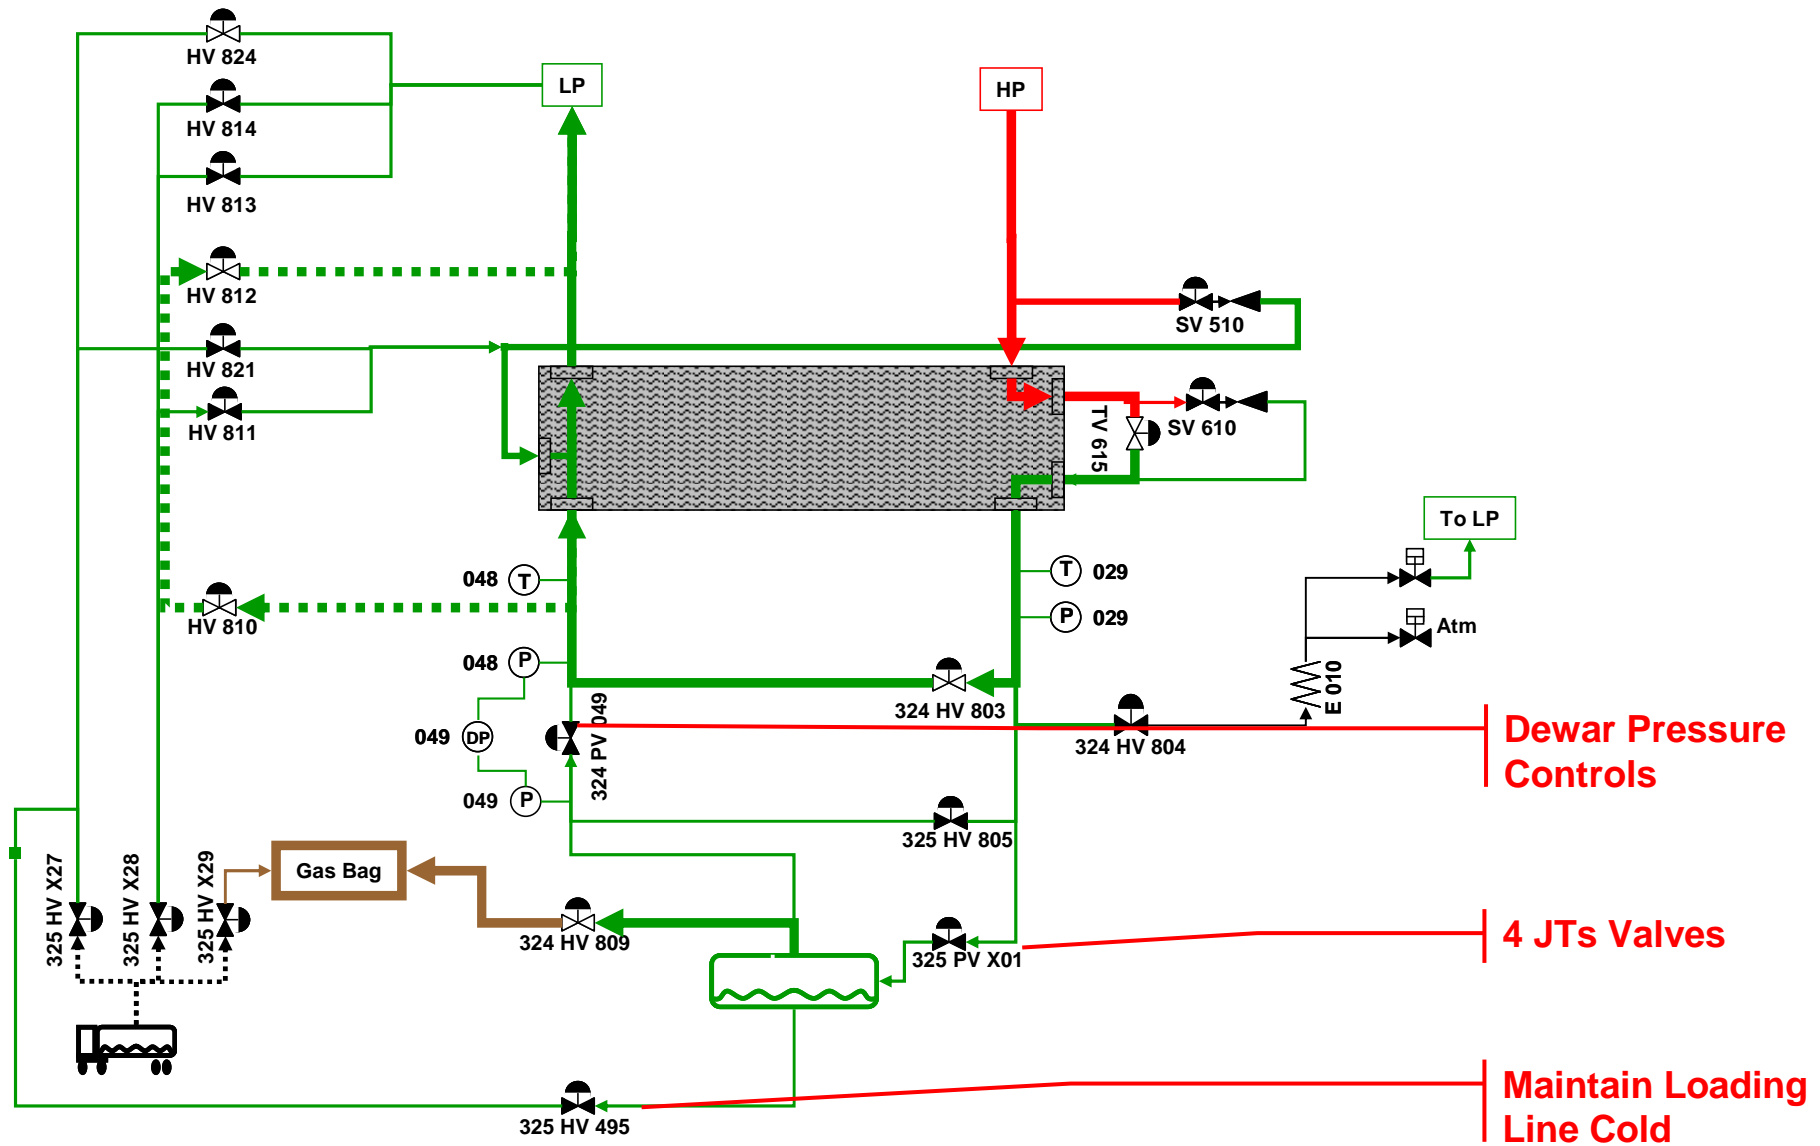 HV 824
LP
HP
HV 814
HV 813
HV 812
SV 510
HV 821
HV 811
TV 615
SV 610
To LP
048 T
T 029
HV 810
P 029
Atm
048 P
E 010
324 HV 803
324 PV 049
049 DP
324 HV 804
Dewar Pressure
Controls
049 P
325 HV 805
325 HV X27
325 HV X28
325 HV X29
Gas Bag
324 HV 809
325 PV X01
4 JTs Valves
325 HV 495
Maintain Loading
Line Cold